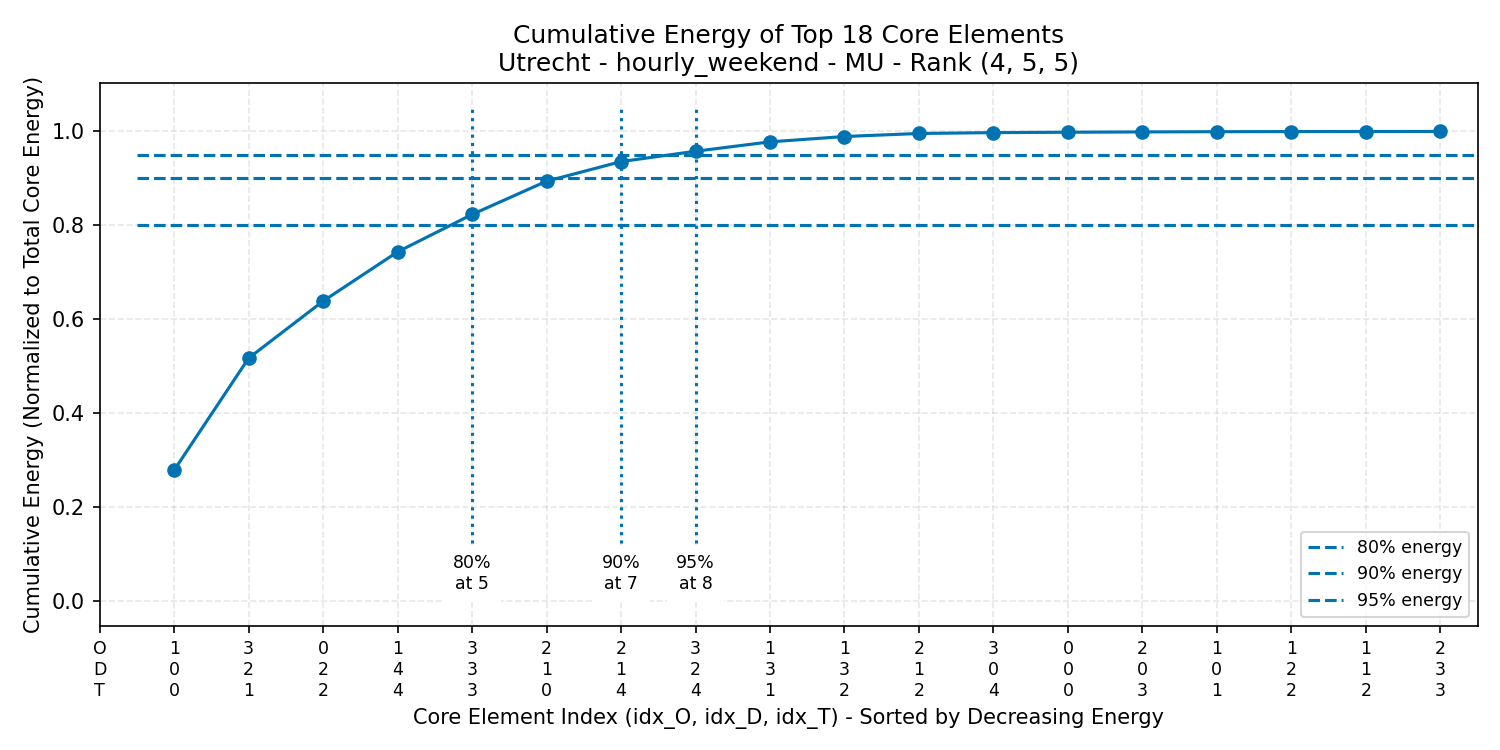 Cumulative Energy of Top 18 Core Elements
Utrecht - hourly_weekend - MU - Rank (4, 5, 5)
Cumulative Energy (Normalized to Total Core Energy)
1.0
0.8
0.6
0.4
0.2
0.0
80%
at 5
90%
at 7
95%
at 8
80% energy
90% energy
95% energy
O 1 3 0 1 3 2 2 3 1 1 2 3 0 2 1 1 1 2
D 0 2 2 4 3 1 1 2 3 3 1 0 0 0 0 2 1 3
T 0 1 2 4 3 0 4 4 1 2 2 4 0 3 1 2 2 3
Core Element Index (idx_O, idx_D, idx_T) - Sorted by Decreasing Energy